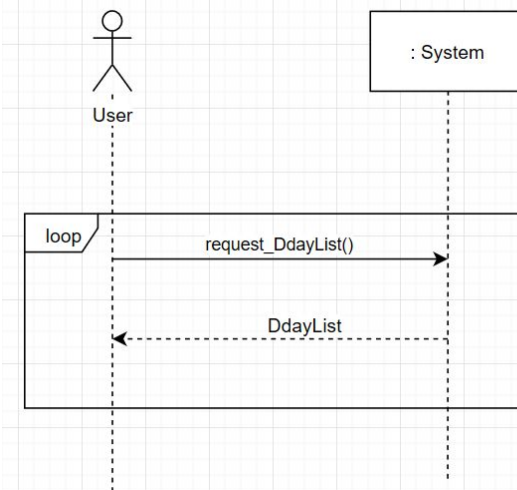 : System
User
loop
request_DdayList()
DdayList